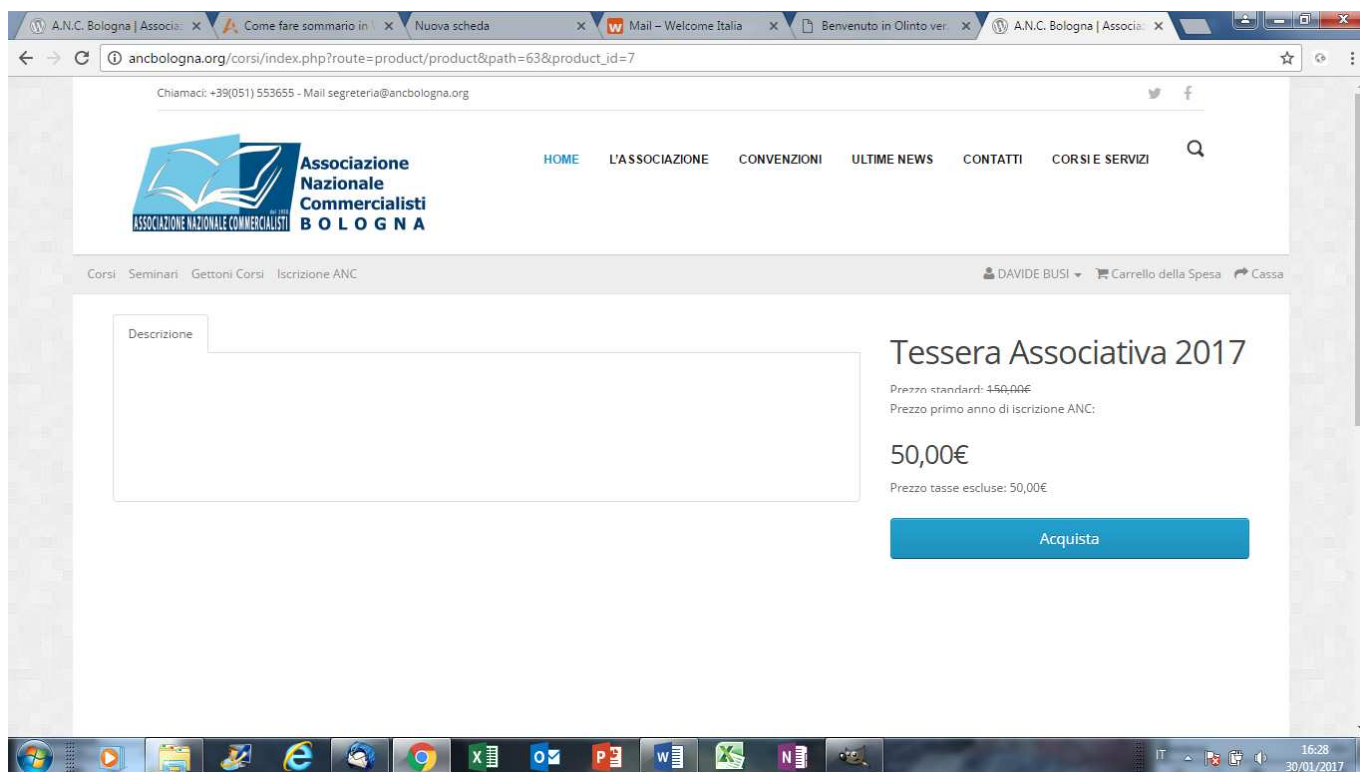 A.N.C. Bologna | Associa:
Come fare sommario in
Nuova scheda
Mail – Welcome Italia
Benvenuto in Olinto ver.
A.N.C. Bologna | Associa:
ancbologna.org/corsi/index.php?route=product/product&path=63&product_id=7
Chiamaci: +39(051) 553655 - Mail segreteria@ancbologna.org
Associazione
Nazionale
Commercialisti
BOLOGNA
ASSOCIAZIONE NAZIONALE COMMERCIALISTI
HOME L'ASSOCIAZIONE CONVENZIONI ULTIME NEWS CONTATTI CORSI E SERVIZI
Corsi Seminari Gettoni Corsi Iscrizione ANC
DAVIDE BUSI Carrello della Spesa Cassa
Descrizione
Tessera Associativa 2017
Prezzo standard: 150,00€
Prezzo primo anno di iscrizione ANC:
50,00€
Prezzo tasse escluse: 50,00€
Acquista
IT
16:28
30/01/2017